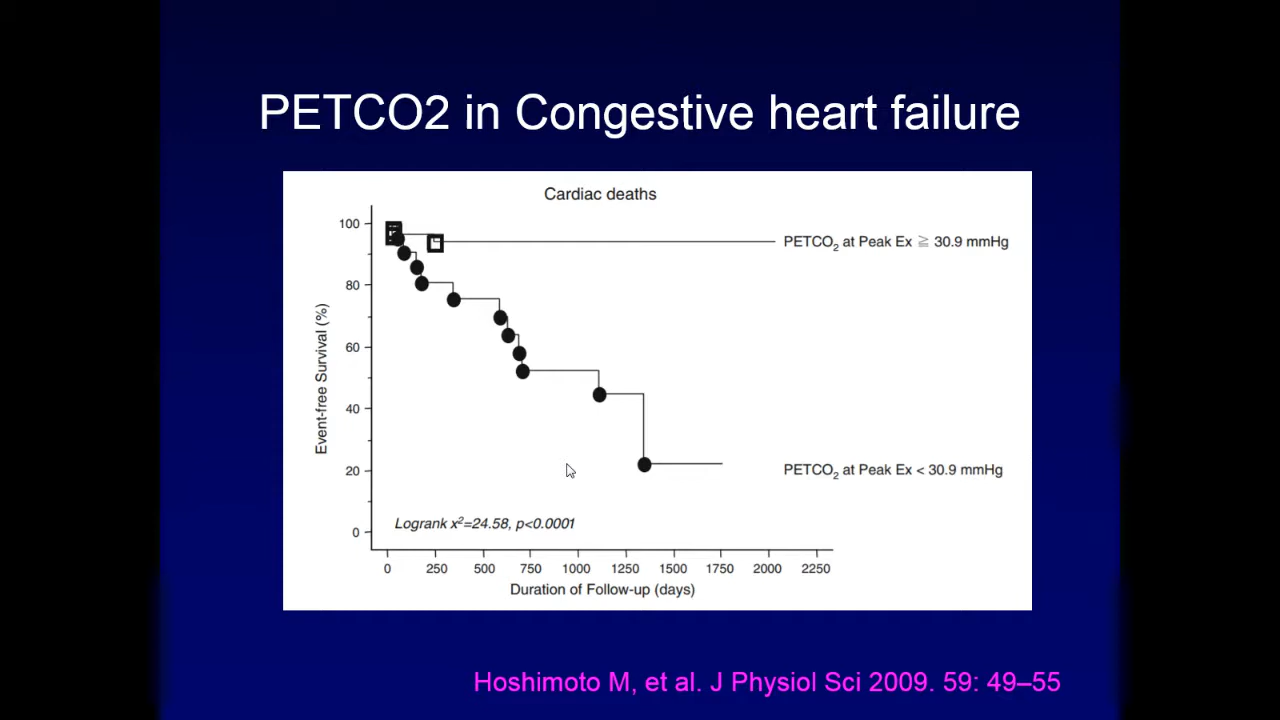 PETCO2 in Congestive heart failure
Cardiac deaths
100
80
60
40
20
0
Event-free Survival (%)
PETCO2 at Peak Ex ≧ 30.9 mmHg
PETCO2 at Peak Ex < 30.9 mmHg
Logrank x²=24.58, p<0.0001
0 250 500 750 1000 1250 1500 1750 2000 2250
Duration of Follow-up (days)
Hoshimoto M, et al. J Physiol Sci 2009. 59: 49–55